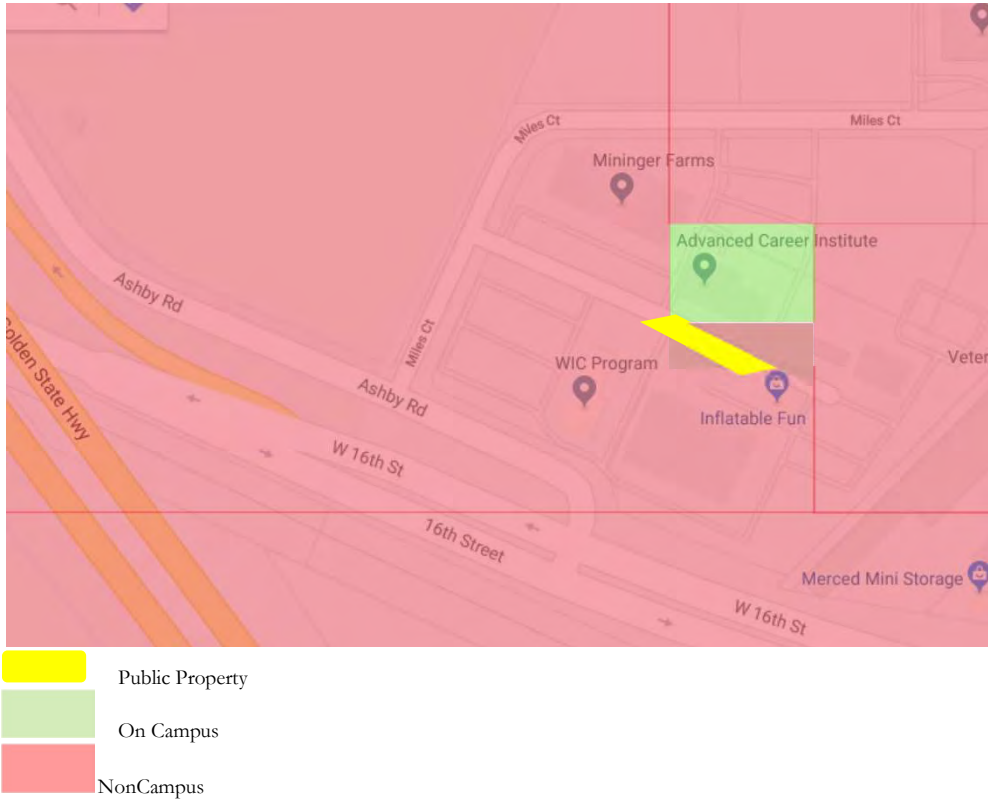 Miles Ct
Miles Ct
Mininger Farms
Advanced Career Institute
Ashby Rd
Miles Ct
WIC Program
Veter
Golden State Hwy
Ashby Rd
Inflatable Fun
W 16th St
16th Street
Merced Mini Storage
W 16th St
Public Property
On Campus
NonCampus